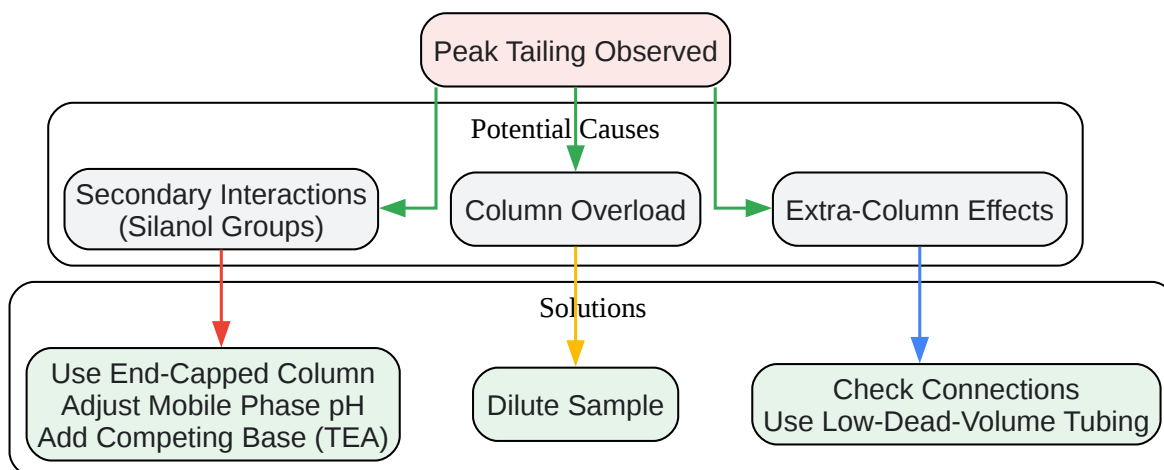 Peak Tailing Observed
Potential Causes
Secondary Interactions
(Silanol Groups)
Column Overload
Extra-Column Effects
Solutions
Use End-Capped Column
Adjust Mobile Phase pH
Add Competing Base (TEA)
Dilute Sample
Check Connections
Use Low-Dead-Volume Tubing